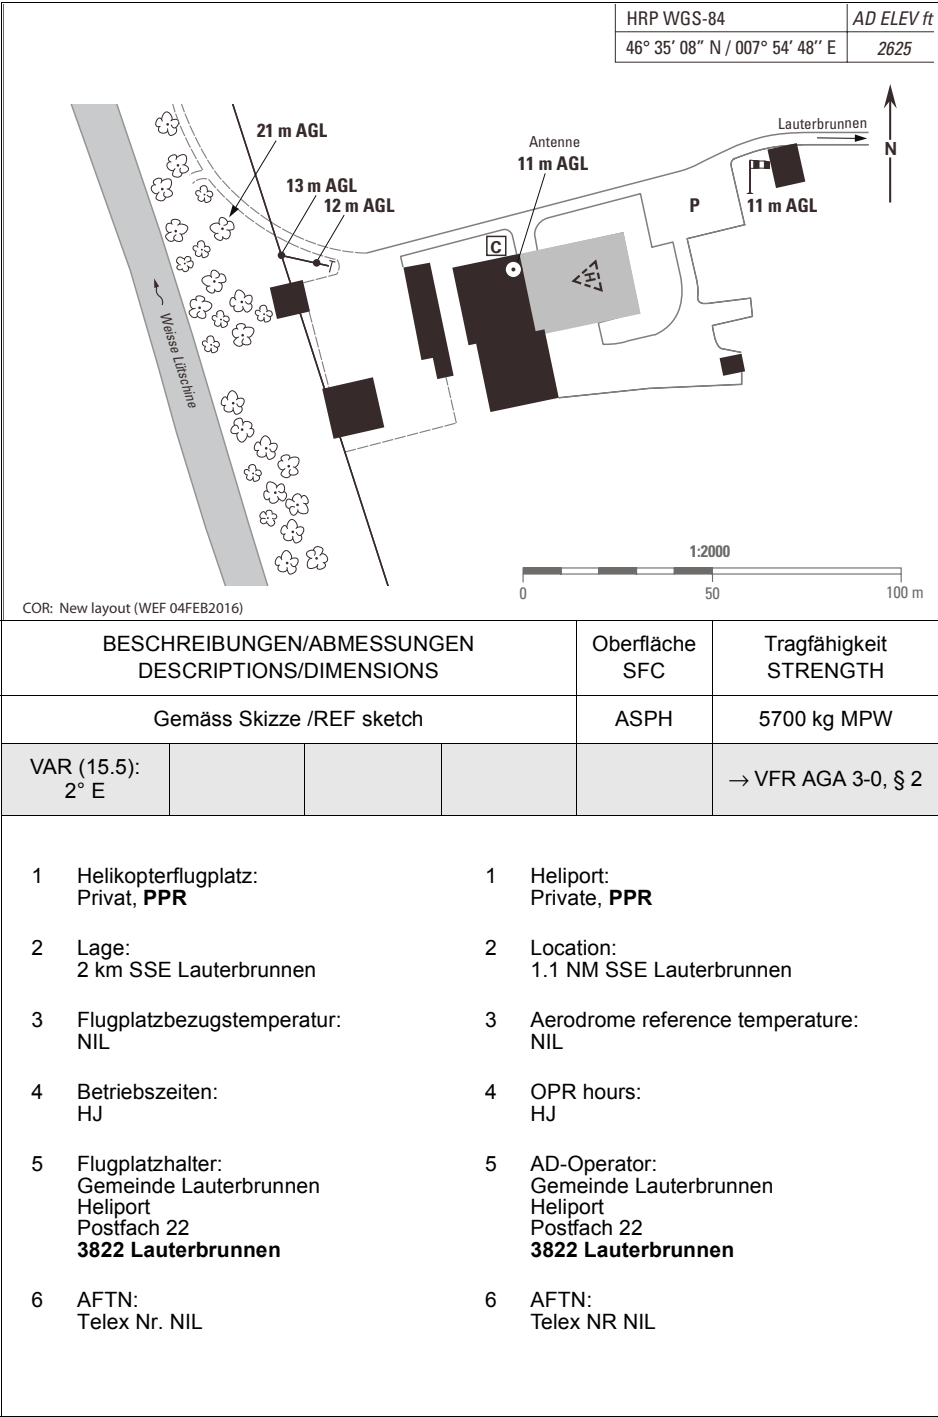 HRP WGS-84 AD ELEV ft
46° 35’ 08’’ N / 007° 54’ 48’’ E 2625
Lauterbrunnen
N
21 m AGL
Antenne
11 m AGL
13 m AGL
12 m AGL
P
11 m AGL
C
H
Weisse Lütschine
1:2000
0 50 100 m
COR: New layout (WEF 04FEB2016)
BESCHREIBUNGEN/ABMESSUNGEN
DESCRIPTIONS/DIMENSIONS
Oberfläche
SFC
Tragfähigkeit
STRENGTH
Gemäss Skizze /REF sketch ASPH 5700 kg MPW
VAR (15.5):
2° E
→ VFR AGA 3-0, § 2
1 Helikopterflugplatz:
Privat, PPR
2 Lage:
2 km SSE Lauterbrunnen
3 Flugplatzbezugstemperatur:
NIL
4 Betriebszeiten:
HJ
5 Flugplatzhalter:
Gemeinde Lauterbrunnen
Heliport
Postfach 22
3822 Lauterbrunnen
6 AFTN:
Telex Nr. NIL
1 Heliport:
Private, PPR
2 Location:
1.1 NM SSE Lauterbrunnen
3 Aerodrome reference temperature:
NIL
4 OPR hours:
HJ
5 AD-Operator:
Gemeinde Lauterbrunnen
Heliport
Postfach 22
3822 Lauterbrunnen
6 AFTN:
Telex NR NIL